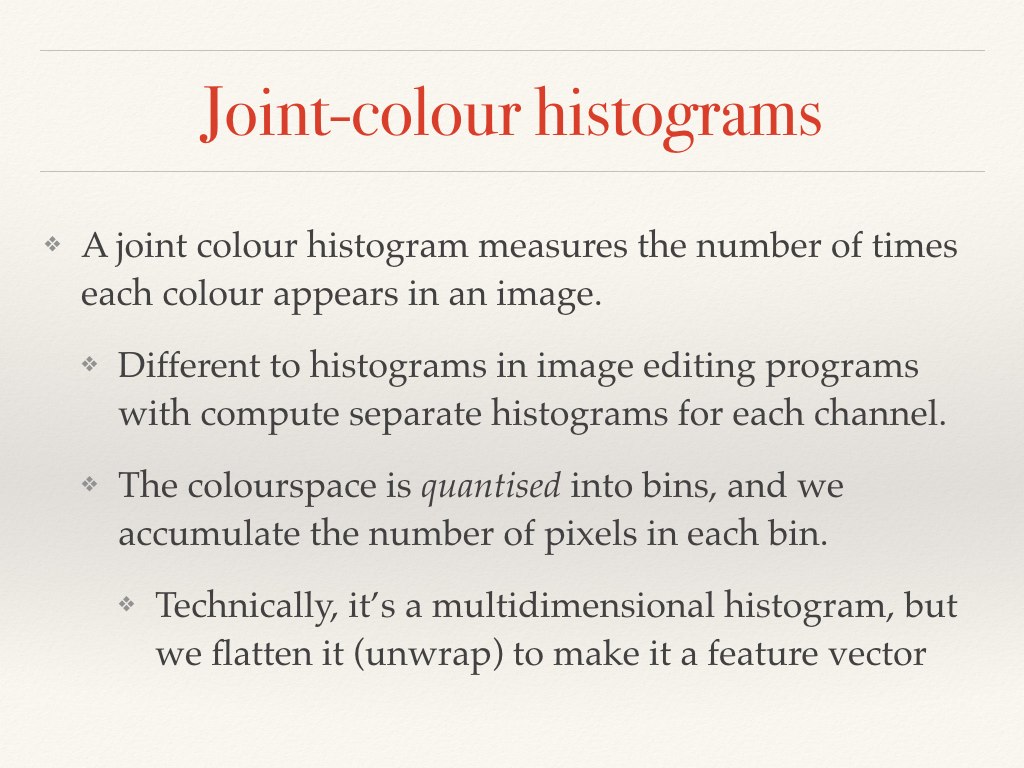 Joint-colour histograms
❖ A joint colour histogram measures the number of times
each colour appears in an image.
❖ Different to histograms in image editing programs
with compute separate histograms for each channel.
❖ The colourspace is quantised into bins, and we
accumulate the number of pixels in each bin.
❖ Technically, it’s a multidimensional histogram, but
we flatten it (unwrap) to make it a feature vector